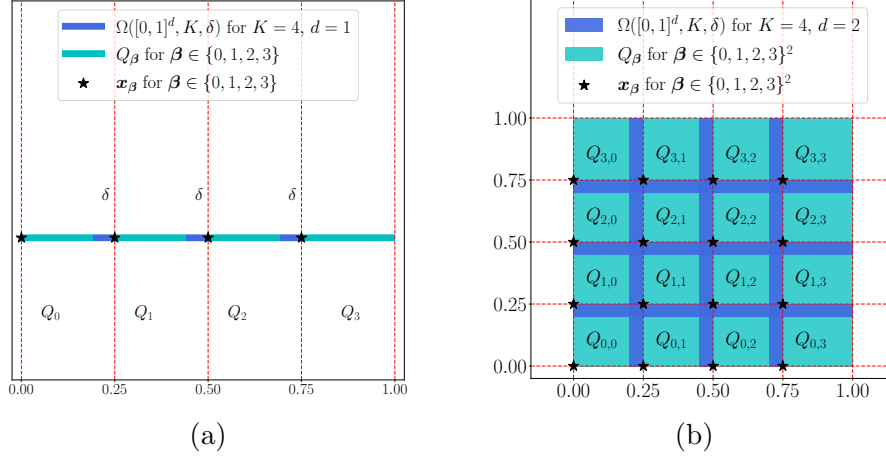 Ω([0, 1]^d, K, δ) for K = 4, d = 1
Q_β for β ∈ {0, 1, 2, 3}
x_β for β ∈ {0, 1, 2, 3}
δ δ δ
Q_0 Q_1 Q_2 Q_3
0.00 0.25 0.50 0.75 1.00
(a)
Ω([0, 1]^d, K, δ) for K = 4, d = 2
Q_β for β ∈ {0, 1, 2, 3}^2
x_β for β ∈ {0, 1, 2, 3}^2
1.00
Q_{3,0} Q_{3,1} Q_{3,2} Q_{3,3}
0.75
Q_{2,0} Q_{2,1} Q_{2,2} Q_{2,3}
0.50
Q_{1,0} Q_{1,1} Q_{1,2} Q_{1,3}
0.25
Q_{0,0} Q_{0,1} Q_{0,2} Q_{0,3}
0.00
0.00 0.25 0.50 0.75 1.00
(b)